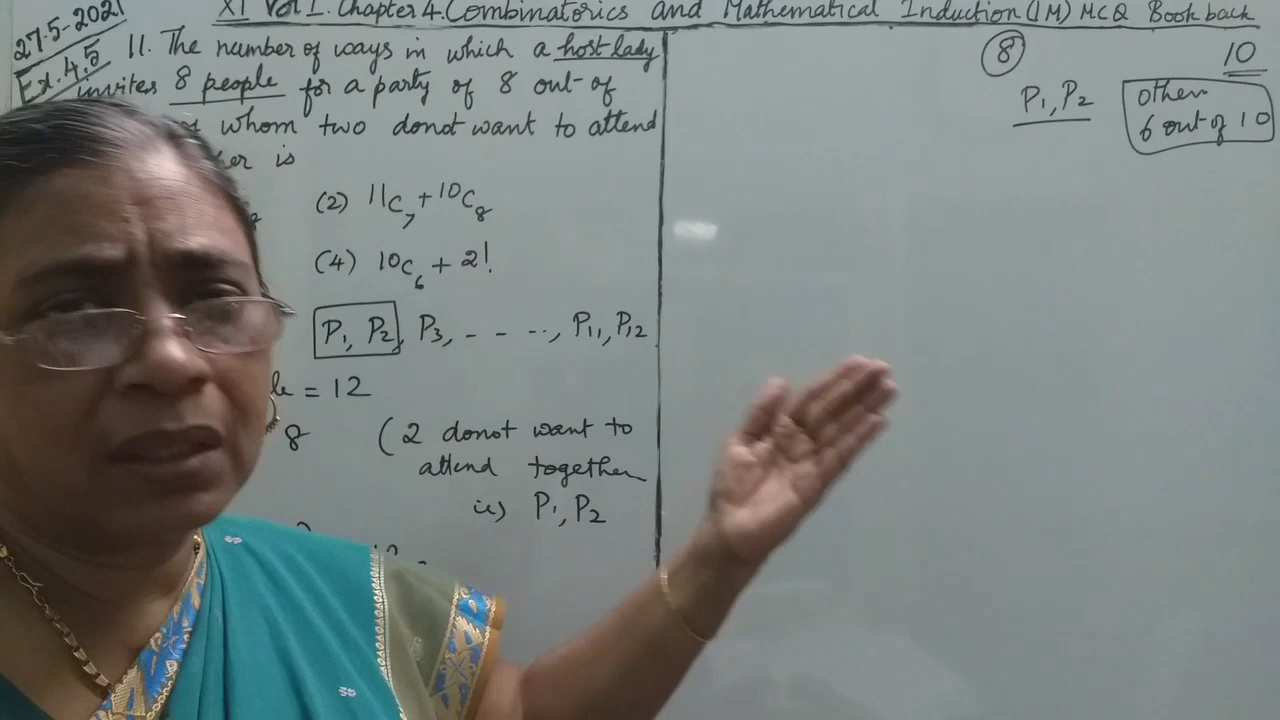 XI Vol I. Chapter 4. Combinatorics and Mathematical Induction (TM) MCQ Book back
27-5-2021
Ex. 4.5
11. The number of ways in which a host lady
invites 8 people for a party of 8 out-of
whom two donot want to attend
is
(2) 11C7 + 10C8
(4) 10C6 + 2!
P1, P2, P3, - - --, P11, P12
= 12
8 (2 donot want to
attend together
ie) P1, P2
8 10
P1, P2 other
6 out of 10